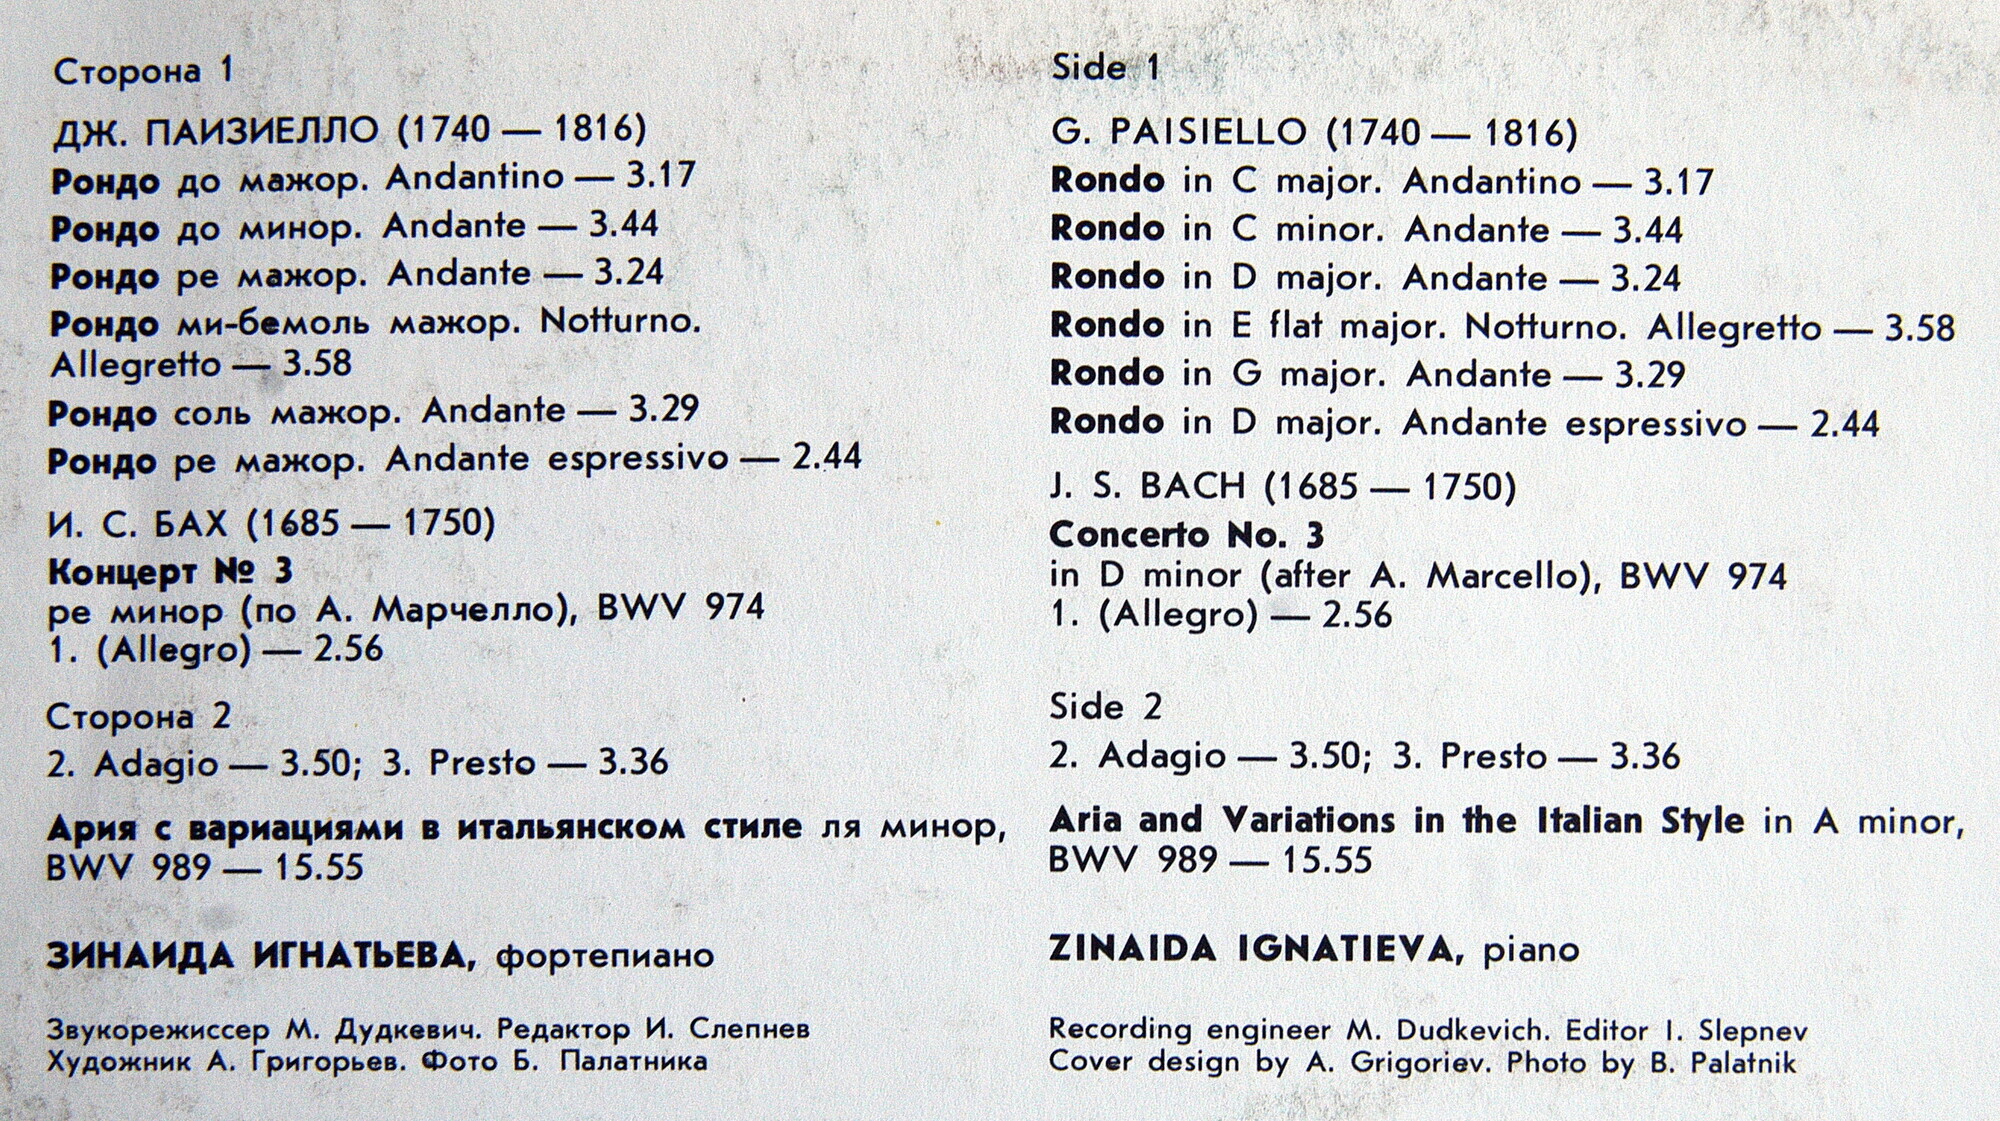 Сторона 1
ДЖ. ПАИЗИЕЛЛО (1740 — 1816)
Рондо до мажор. Andantino — 3.17
Рондо до минор. Andante — 3.44
Рондо ре мажор. Andante — 3.24
Рондо ми-бемоль мажор. Notturno.
Allegretto — 3.58
Рондо соль мажор. Andante — 3.29
Рондо ре мажор. Andante espressivo — 2.44
И. С. БАХ (1685 — 1750)
Концерт № 3
ре минор (по А. Марчелло), BWV 974
1. (Allegro) — 2.56
Сторона 2
2. Adagio — 3.50; 3. Presto — 3.36
Ария с вариациями в итальянском стиле ля минор,
BWV 989 — 15.55
ЗИНАИДА ИГНАТЬЕВА, фортепиано
Звукорежиссер М. Дудкевич. Редактор И. Слепнев
Художник А. Григорьев. Фото Б. Палатника
Side 1
G. PAISIELLO (1740 — 1816)
Rondo in C major. Andantino — 3.17
Rondo in C minor. Andante — 3.44
Rondo in D major. Andante — 3.24
Rondo in E flat major. Notturno. Allegretto — 3.58
Rondo in G major. Andante — 3.29
Rondo in D major. Andante espressivo — 2.44
J. S. BACH (1685 — 1750)
Concerto No. 3
in D minor (after A. Marcello), BWV 974
1. (Allegro) — 2.56
Side 2
2. Adagio — 3.50; 3. Presto — 3.36
Aria and Variations in the Italian Style in A minor,
BWV 989 — 15.55
ZINAIDA IGNATIEVA, piano
Recording engineer M. Dudkevich. Editor I. Slepnev
Cover design by A. Grigoriev. Photo by B. Palatnik